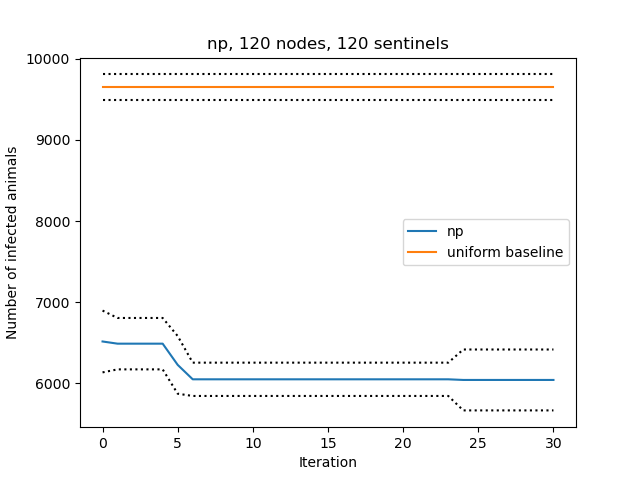 np, 120 nodes, 120 sentinels
Number of infected animals
10000
9000
8000
7000
6000
np
uniform baseline
0 5 10 15 20 25 30
Iteration